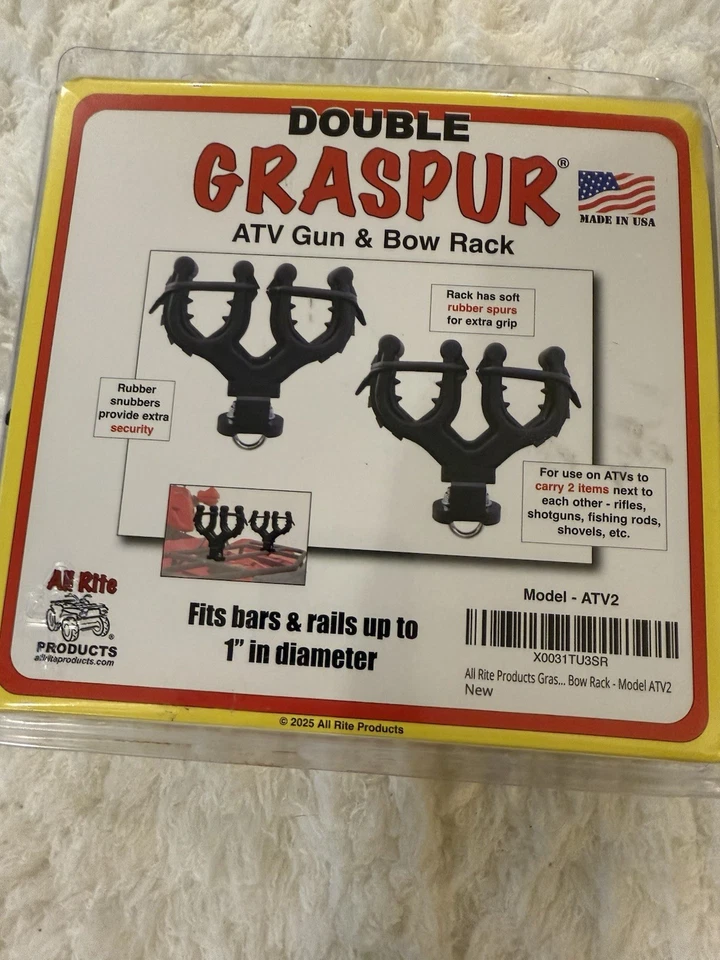 DOUBLE
GRASPUR®
MADE IN USA
ATV Gun & Bow Rack
Rack has soft
rubber spurs
for extra grip
Rubber
snubbers
provide extra
security
For use on ATVs to
carry 2 items next to
each other - rifles,
shotguns, fishing rods,
shovels, etc.
All Rite
®
PRODUCTS
allriteproducts.com
Fits bars & rails up to
1" in diameter
Model - ATV2
X0031TU3SR
All Rite Products Gras... Bow Rack - Model ATV2
New
© 2025 All Rite Products